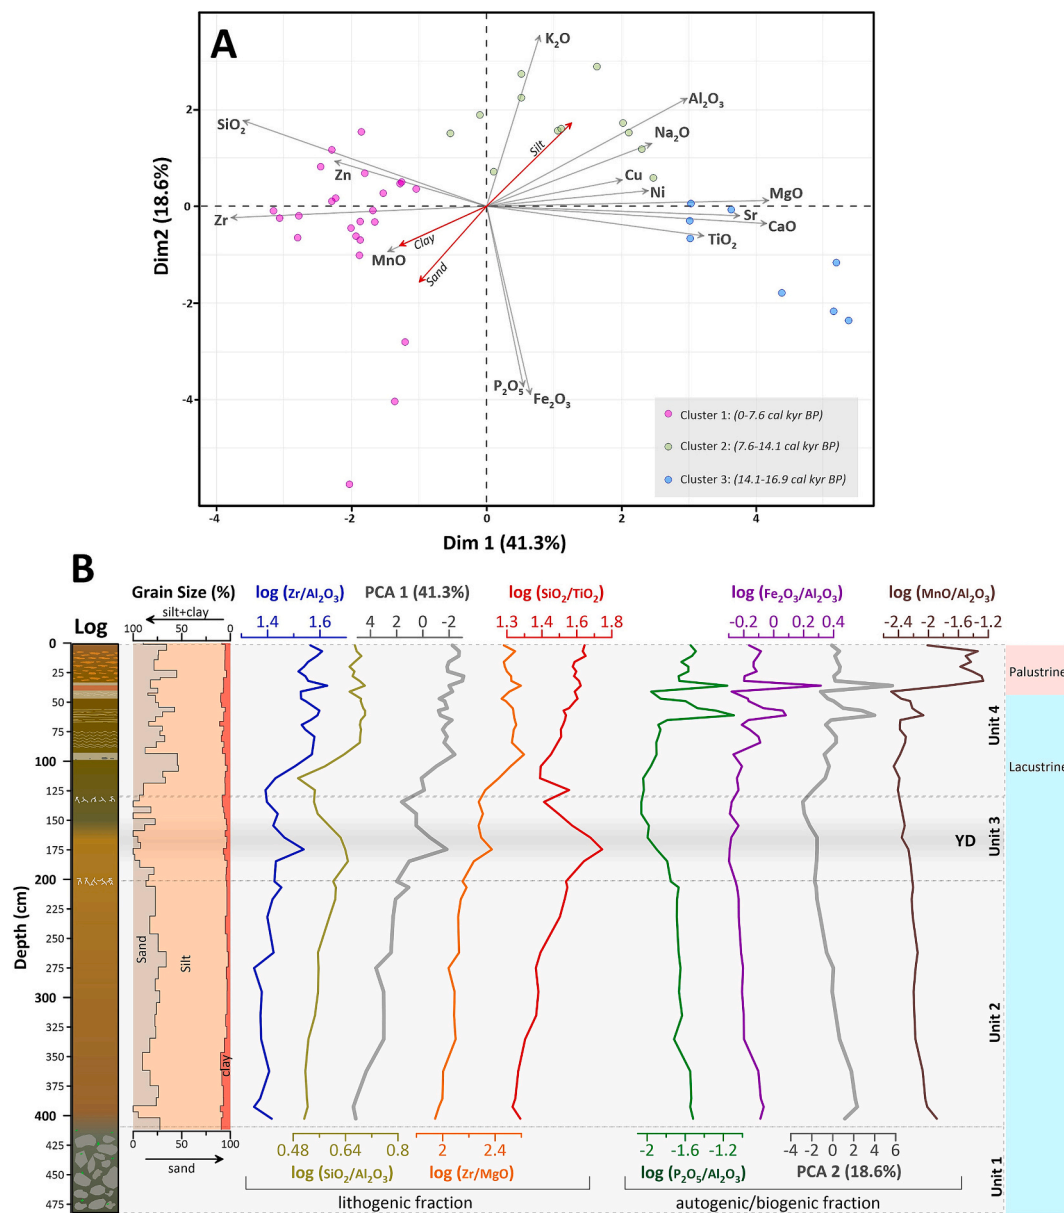 A
K2O
SiO2
Al2O3
Na2O
Silt
Zn
Cu
Ni
MgO
Zr
Sr
CaO
TiO2
MnO
Clay
Sand
P2O5
Fe2O3
2
0
-2
-4
Dim2 (18.6%)
Cluster 1: (0-7.6 cal kyr BP)
Cluster 2: (7.6-14.1 cal kyr BP)
Cluster 3: (14.1-16.9 cal kyr BP)
-4 -2 0 2 4
Dim 1 (41.3%)
B
Grain Size (%) log (Zr/Al2O3) PCA 1 (41.3%) log (SiO2/TiO2) log (Fe2O3/Al2O3) log (MnO/Al2O3)
silt+clay
100 50 0 1.4 1.6 4 2 0 -2 1.3 1.4 1.6 1.8 -0.2 0 0.2 0.4 -2.4 -2 -1.6 -1.2
Log
0
25
50
75
100
125
150
175
200
225
250
275
300
325
350
375
400
425
450
475
Depth (cm)
Sand
Silt
clay
Palustrine
Unit 4
Lacustrine
YD
Unit 3
Unit 2
Unit 1
0 50 100
sand
0.48 0.64 0.8
log (SiO2/Al2O3)
2 2.4
log (Zr/MgO)
-2 -1.6 -1.2
log (P2O5/Al2O3)
-4 -2 0 2 4 6
PCA 2 (18.6%)
lithogenic fraction
autogenic/biogenic fraction